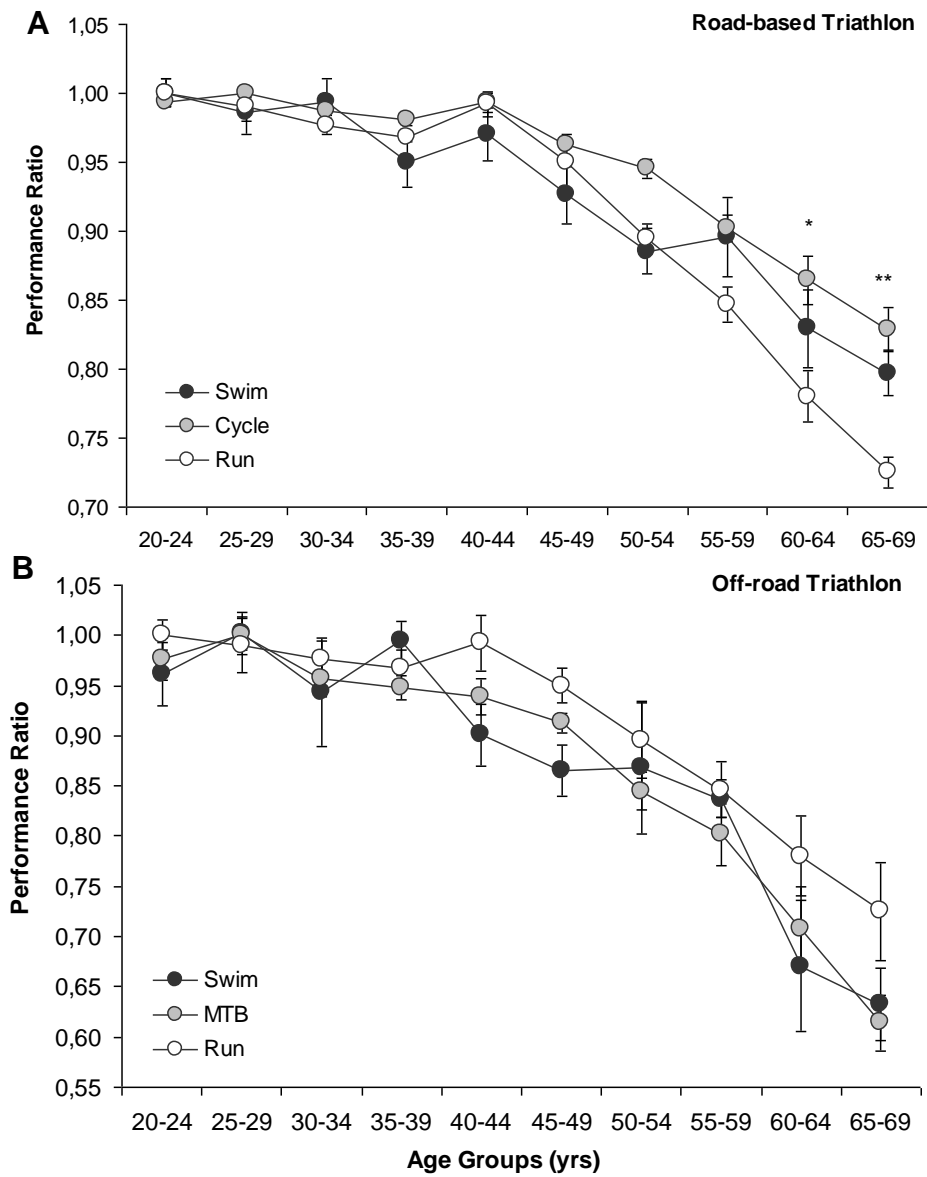 A
Road-based Triathlon
1,05
1,00
0,95
0,90
0,85
0,80
0,75
0,70
Performance Ratio
*
**
Swim
Cycle
Run
20-24 25-29 30-34 35-39 40-44 45-49 50-54 55-59 60-64 65-69
B
Off-road Triathlon
1,05
1,00
0,95
0,90
0,85
0,80
0,75
0,70
0,65
0,60
0,55
Performance Ratio
Swim
MTB
Run
20-24 25-29 30-34 35-39 40-44 45-49 50-54 55-59 60-64 65-69
Age Groups (yrs)